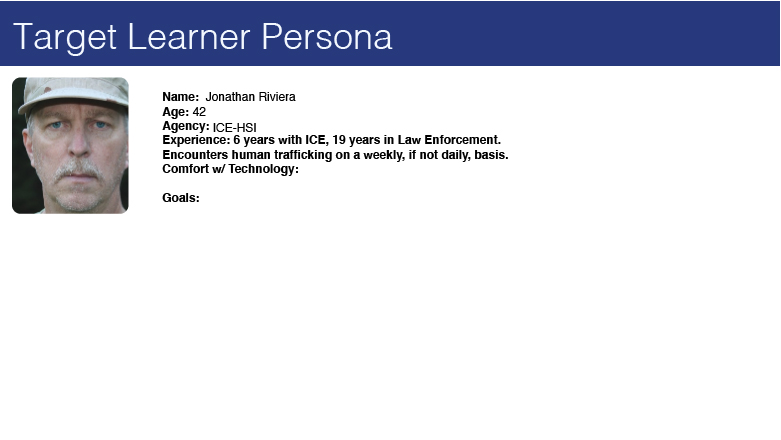 Target Learner Persona
Name: Jonathan Riviera
Age: 42
Agency: ICE-HSI
Experience: 6 years with ICE, 19 years in Law Enforcement.
Encounters human trafficking on a weekly, if not daily, basis.
Comfort w/ Technology:
Goals: